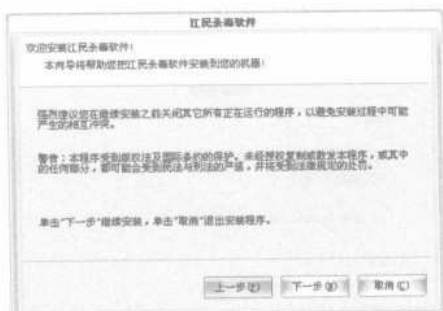 江民杀毒软件
欢迎安装江民杀毒软件!
本向导将帮助您把江民杀毒软件安装到您的机器!
强烈建议您在继续安装之前关闭其它所有正在运行的程序，以避免安装过程中可能
产生的相互冲突。
警告：本程序受到版权法及国际条约的保护。未经授权复制或散发本程序，或其中
的任何部分，都可能会受到民法与刑法的严惩，并将受到法律规定的处罚。
单击"下一步"继续安装，单击"取消"退出安装程序。
上一步 下一步 取消(C)